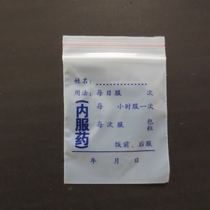 姓名：…………
用法：每日服 次
每 小时服一次
每次服 包
粒
饭前、后服
年 月 日
（内服药）